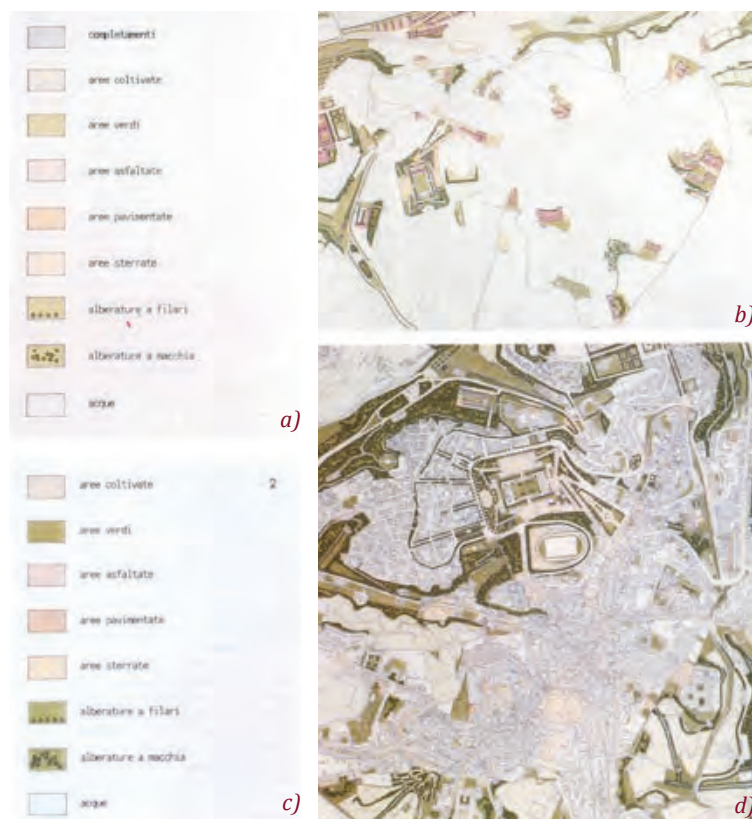 completamenti
aree coltivate
aree verdi
aree asfaltate
aree pavimentate
aree sterrate
alberature a filari
alberature a macchia
acque
a)
b)
aree coltivate 2
aree verdi
aree asfaltate
aree pavimentate
aree sterrate
alberature a filari
alberature a macchia
acque
c)
d)